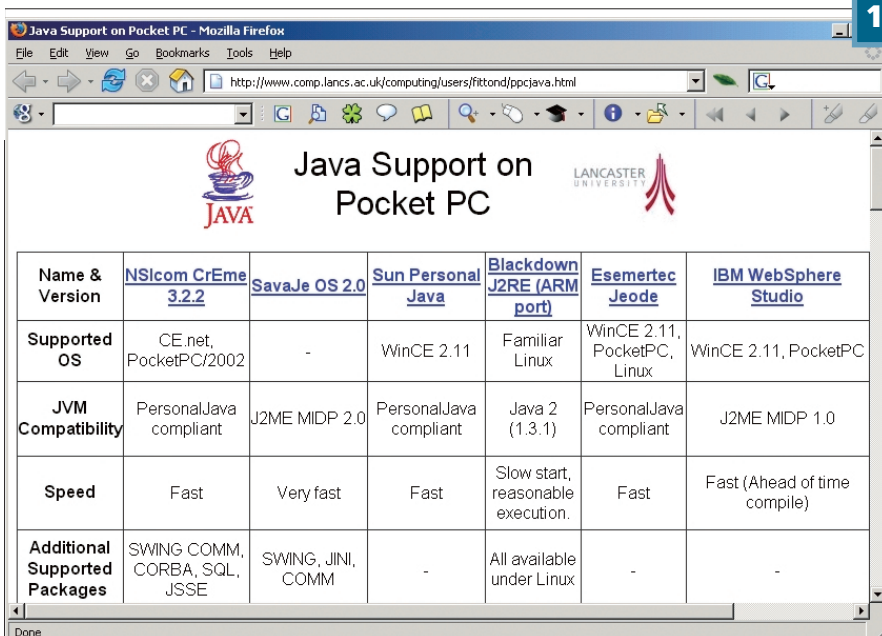 1
Java Support on Pocket PC - Mozilla Firefox
File Edit View Go Bookmarks Tools Help
http://www.comp.lancs.ac.uk/computing/users/fittond/ppcjava.html
JAVA
Java Support on
Pocket PC
LANCASTER
UNIVERSITY
Name &
Version
NSIcom CrEme
3.2.2
SavaJe OS 2.0
Sun Personal
Java
Blackdown
J2RE (ARM
port)
Esemertec
Jeode
IBM WebSphere
Studio
Supported
OS
CE.net,
PocketPC/2002
-
WinCE 2.11
Familiar
Linux
WinCE 2.11,
PocketPC,
Linux
WinCE 2.11, PocketPC
JVM
Compatibility
PersonalJava
compliant
J2ME MIDP 2.0
PersonalJava
compliant
Java 2
(1.3.1)
PersonalJava
compliant
J2ME MIDP 1.0
Speed
Fast
Very fast
Fast
Slow start,
reasonable
execution.
Fast
Fast (Ahead of time
compile)
Additional
Supported
Packages
SWING COMM,
CORBA, SQL,
JSSE
SWING, JINI,
COMM
-
All available
under Linux
-
-
Done